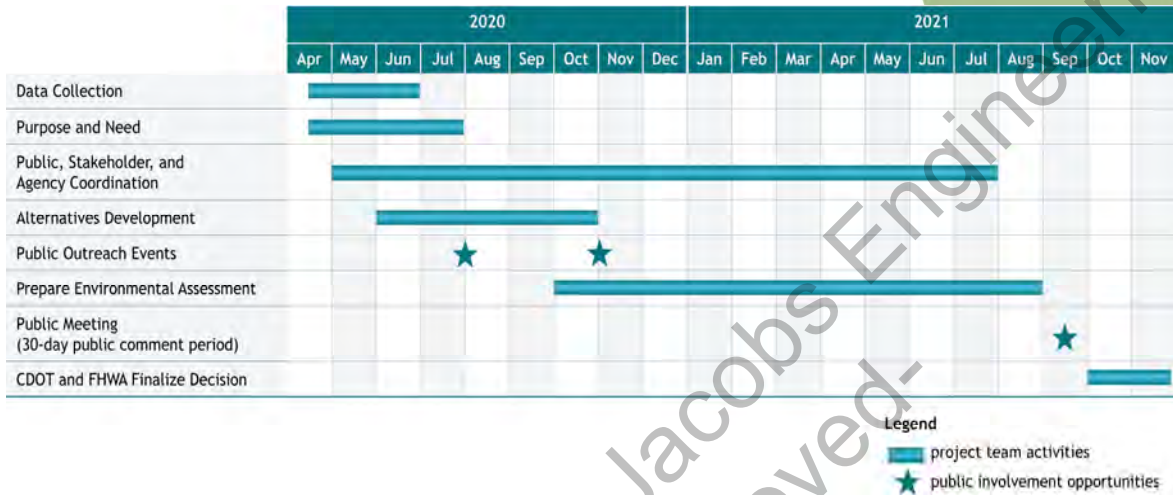 2020 2021
Apr May Jun Jul Aug Sep Oct Nov Dec Jan Feb Mar Apr May Jun Jul Aug Sep Oct Nov
Data Collection
Purpose and Need
Public, Stakeholder, and
Agency Coordination
Alternatives Development
Public Outreach Events
Prepare Environmental Assessment
Public Meeting
(30-day public comment period)
CDOT and FHWA Finalize Decision
Legend
project team activities
public involvement opportunities
Jacobs